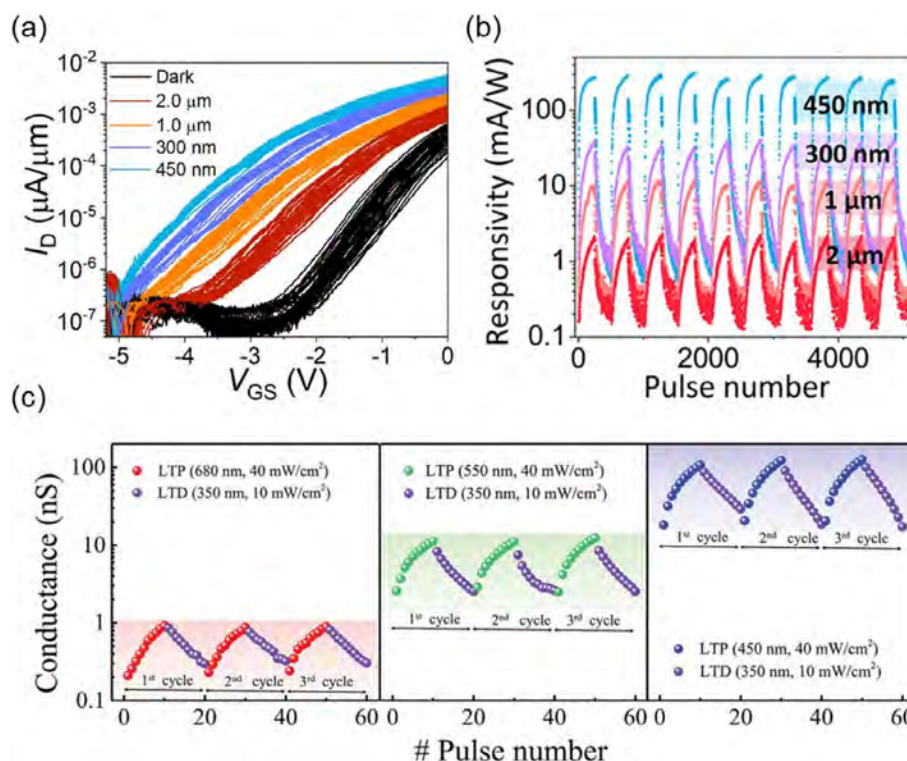 (a)
10⁻²
10⁻³
10⁻⁴
10⁻⁵
10⁻⁶
10⁻⁷
I_D (μA/μm)
Dark
2.0 μm
1.0 μm
300 nm
450 nm
-5 -4 -3 -2 -1 0
V_GS (V)
(b)
100
10
1
0.1
Responsivity (mA/W)
450 nm
300 nm
1 μm
2 μm
0 2000 4000
Pulse number
(c)
100
10
1
0.1
Conductance (nS)
LTP (680 nm, 40 mW/cm²)
LTD (350 nm, 10 mW/cm²)
1st cycle 2nd cycle 3rd cycle
0 20 40 60
LTP (550 nm, 40 mW/cm²)
LTD (350 nm, 10 mW/cm²)
1st cycle 2nd cycle 3rd cycle
0 20 40 60
1st cycle 2nd cycle 3rd cycle
LTP (450 nm, 40 mW/cm²)
LTD (350 nm, 10 mW/cm²)
0 20 40 60
# Pulse number